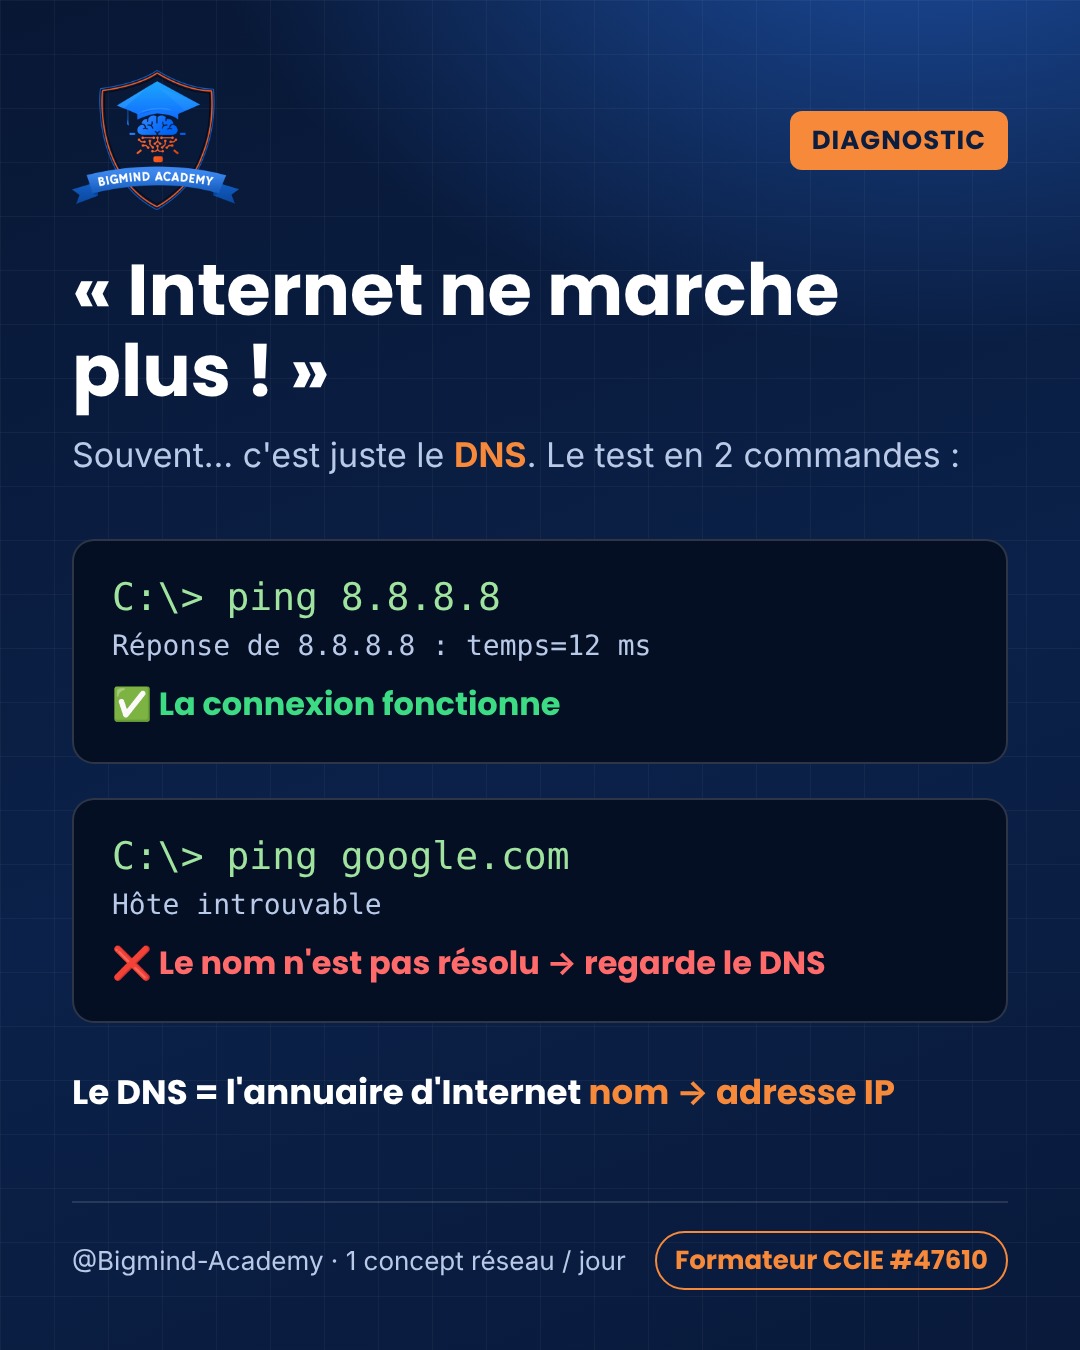 BIGMIND ACADEMY
DIAGNOSTIC
« Internet ne marche
plus ! »
Souvent... c'est juste le DNS. Le test en 2 commandes :
C:\> ping 8.8.8.8
Réponse de 8.8.8.8 : temps=12 ms
✅ La connexion fonctionne
C:\> ping google.com
Hôte introuvable
❌ Le nom n'est pas résolu → regarde le DNS
Le DNS = l'annuaire d'Internet nom → adresse IP
@Bigmind-Academy · 1 concept réseau / jour
Formateur CCIE #47610